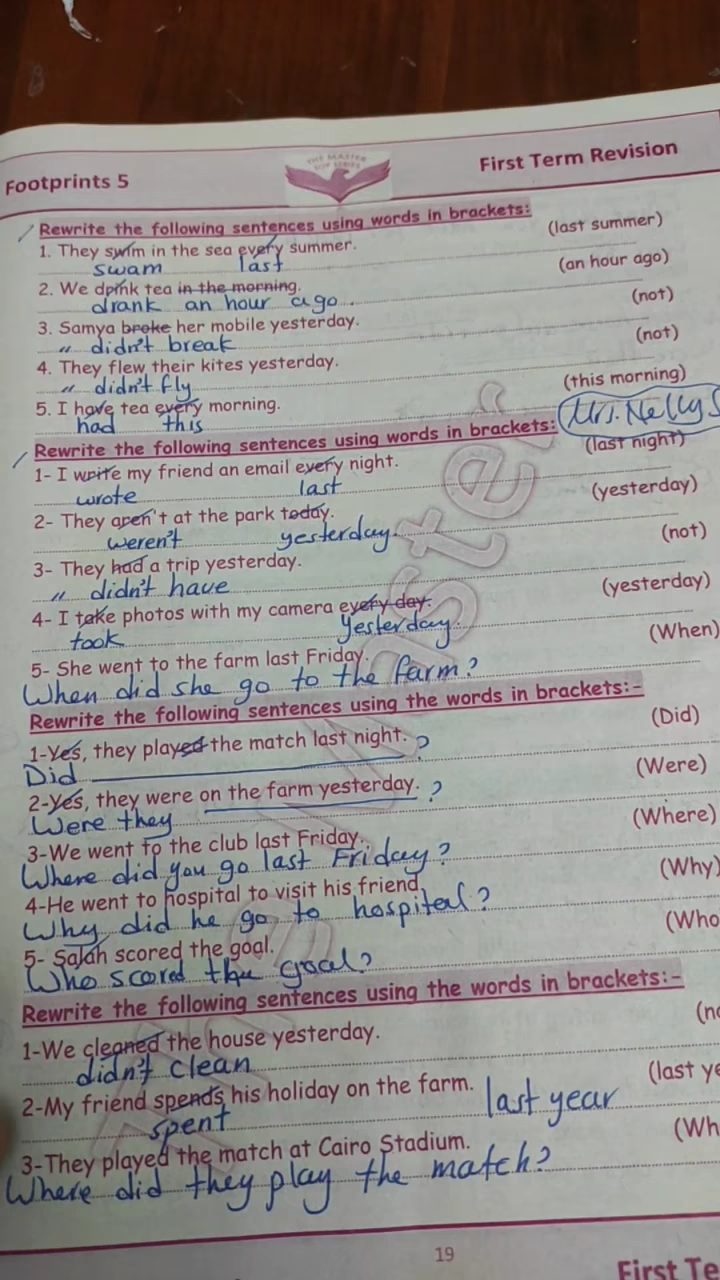 Footprints 5
THE MASTER
TOP SERIES
First Term Revision
Rewrite the following sentences using words in brackets:
1. They swim in the sea every summer. (last summer)
swam last
2. We drink tea in the morning. (an hour ago)
drank an hour ago.
3. Samya broke her mobile yesterday. (not)
" didn't break
4. They flew their kites yesterday. (not)
" didn't fly
5. I have tea every morning. (this morning)
had this
Mrs. Nelly S
Rewrite the following sentences using words in brackets:
1- I write my friend an email every night. (last night)
wrote last
2- They aren't at the park today. (yesterday)
weren't yesterday.
3- They had a trip yesterday. (not)
" didn't have
4- I take photos with my camera every day. (yesterday)
took yesterday.
5- She went to the farm last Friday. (When)
When did she go to the farm?
Rewrite the following sentences using the words in brackets:-
1-Yes, they played the match last night. ? (Did)
Did
2-Yes, they were on the farm yesterday. ? (Were)
Were they
3-We went to the club last Friday. (Where)
Where did you go last Friday?
4-He went to hospital to visit his friend. (Why)
Why did he go to hospital?
5- Salah scored the goal. (Who
Who scored the goal?
Rewrite the following sentences using the words in brackets:-
1-We cleaned the house yesterday. (no
didn't clean
2-My friend spends his holiday on the farm. last year (last ye
spent
3-They played the match at Cairo Stadium. (Wh
Where did they play the match?
The Master
19
First Te